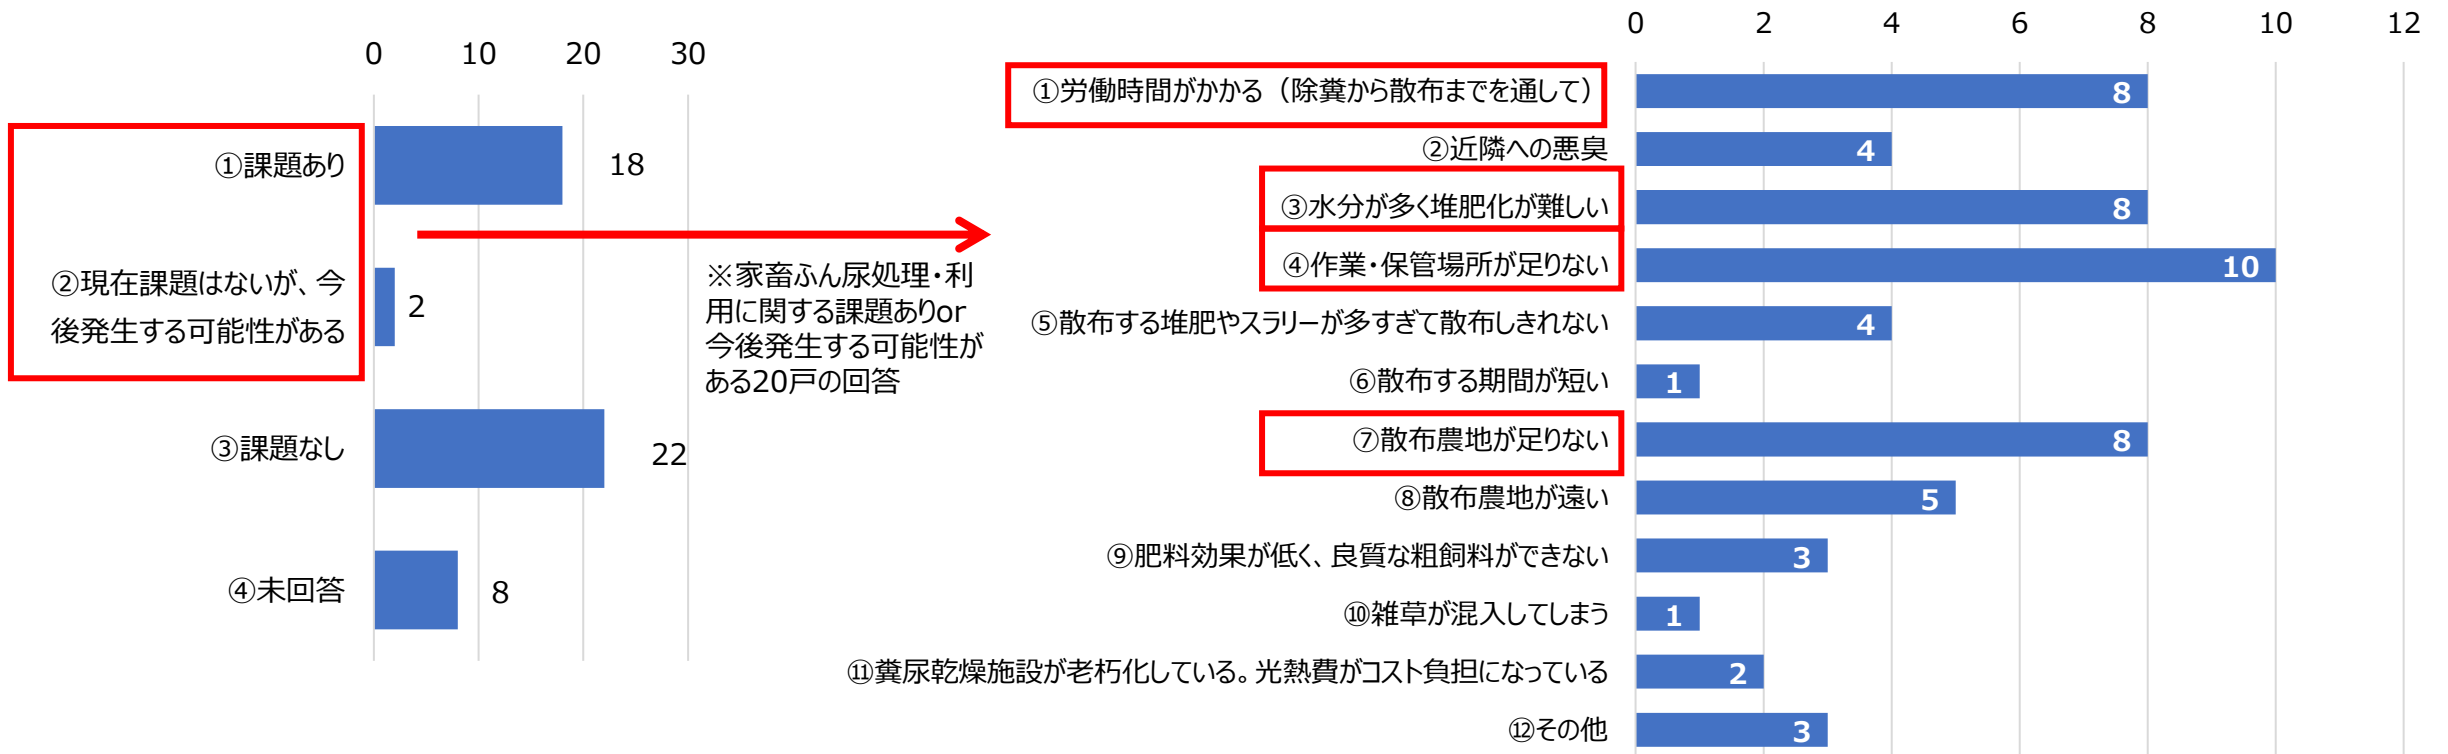 0 10 20 30
①課題あり
18
②現在課題はないが、今
後発生する可能性がある
2
③課題なし
22
④未回答
8
※家畜ふん尿処理・利
用に関する課題ありor
今後発生する可能性が
ある20戸の回答
0 2 4 6 8 10 12
①労働時間がかかる（除糞から散布までを通して）
8
②近隣への悪臭
4
③水分が多く堆肥化が難しい
8
④作業・保管場所が足りない
10
⑤散布する堆肥やスラリーが多すぎて散布しきれない
4
⑥散布する期間が短い
1
⑦散布農地が足りない
8
⑧散布農地が遠い
5
⑨肥料効果が低く、良質な粗飼料ができない
3
⑩雑草が混入してしまう
1
⑪糞尿乾燥施設が老朽化している。光熱費がコスト負担になっている
2
⑫その他
3